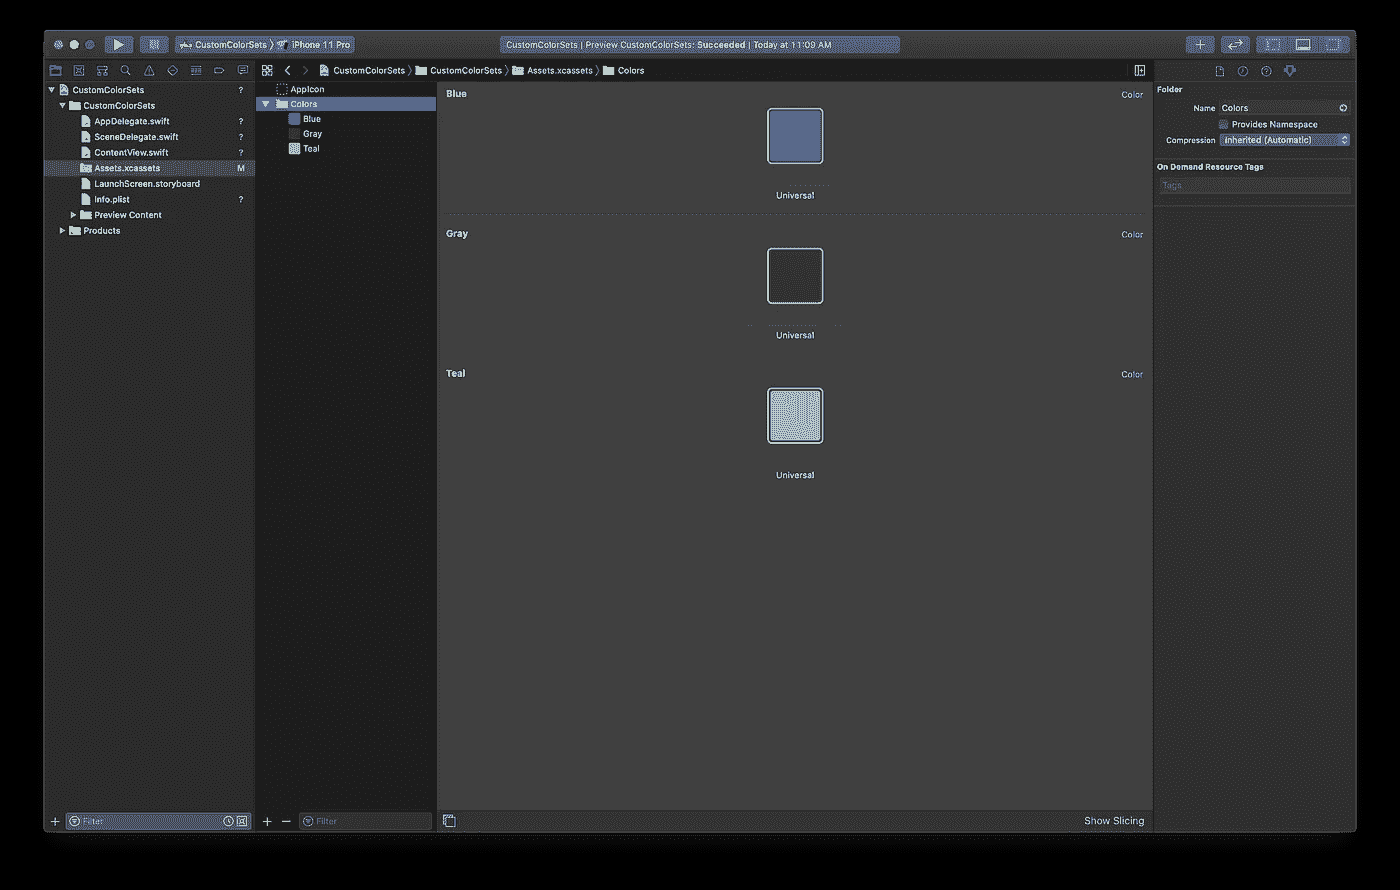 CustomColorSets 〉 iPhone 11 Pro
CustomColorSets | Preview CustomColorSets: Succeeded | Today at 11:09 AM
CustomColorSets 〉 CustomColorSets 〉 Assets.xcassets 〉 Colors
CustomColorSets ?
CustomColorSets
AppDelegate.swift ?
SceneDelegate.swift ?
ContentView.swift ?
Assets.xcassets M
LaunchScreen.storyboard
Info.plist ?
Preview Content
Products
Filter
AppIcon
Colors
Blue
Gray
Teal
Filter
Blue Color
Universal
Gray Color
Universal
Teal Color
Universal
Show Slicing
Folder
Name Colors
Provides Namespace
Compression Inherited (Automatic)
On Demand Resource Tags
Tags